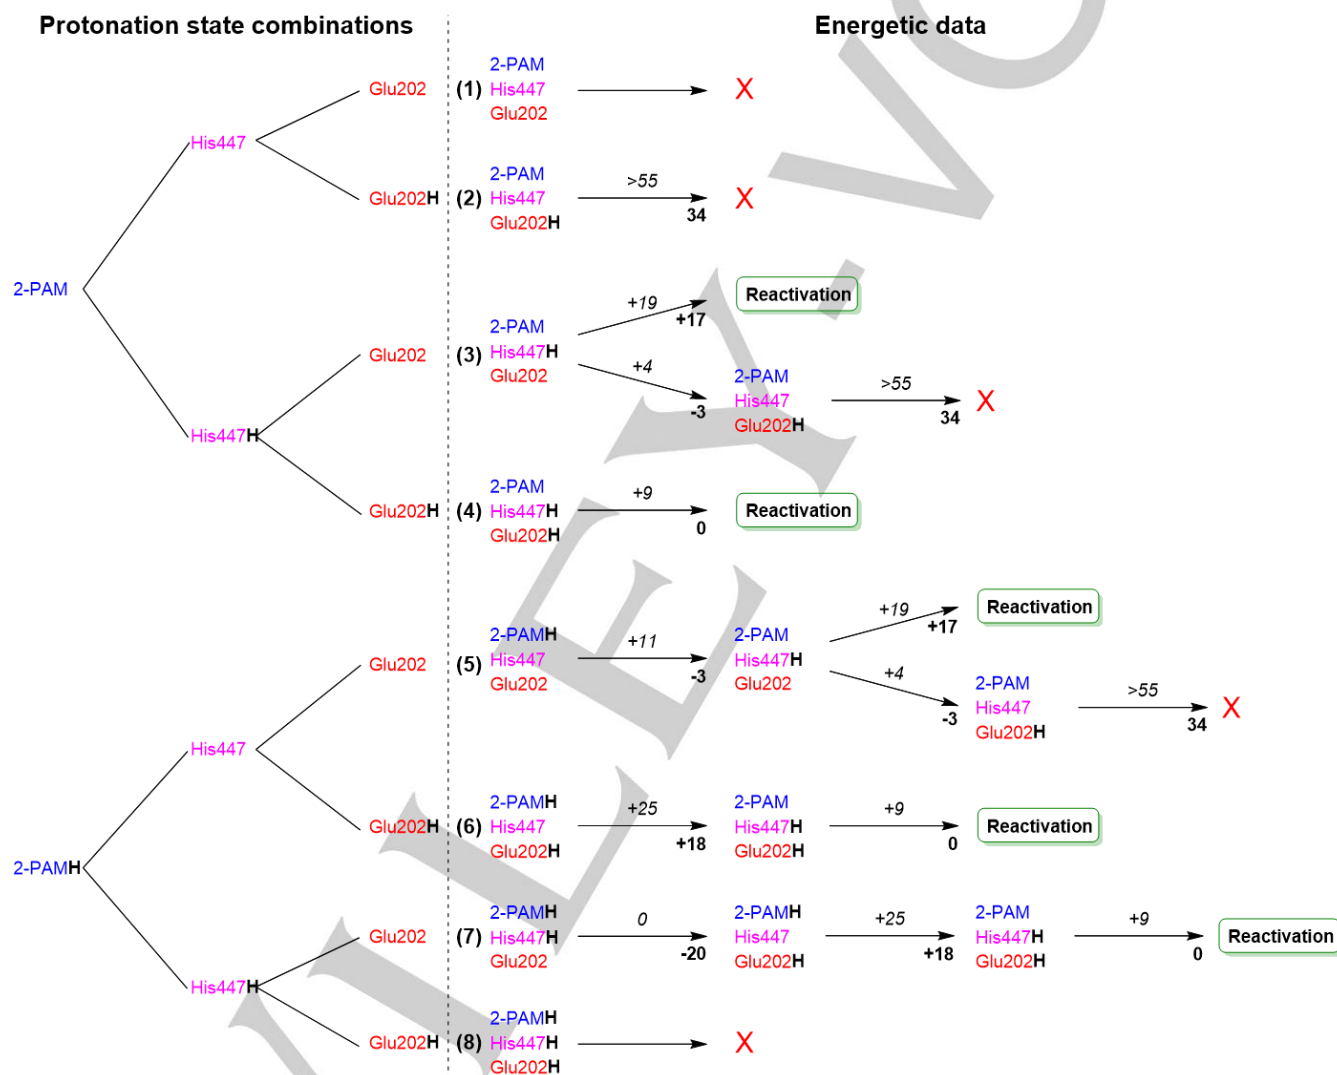 Protonation state combinations
Energetic data
2-PAM
His447
Glu202
Glu202H
His447H
Glu202
Glu202H
2-PAMH
His447
Glu202
Glu202H
His447H
Glu202
Glu202H
(1) 2-PAM
His447
Glu202
X
(2) 2-PAM
His447
Glu202H
>55
34
X
(3) 2-PAM
His447H
Glu202
+19
+17
Reactivation
+4
-3
2-PAM
His447
Glu202H
>55
34
X
(4) 2-PAM
His447H
Glu202H
+9
0
Reactivation
(5) 2-PAMH
His447
Glu202
+11
-3
2-PAM
His447H
Glu202
+19
+17
Reactivation
+4
-3
2-PAM
His447
Glu202H
>55
34
X
(6) 2-PAMH
His447
Glu202H
+25
+18
2-PAM
His447H
Glu202H
+9
0
Reactivation
(7) 2-PAMH
His447H
Glu202
0
-20
2-PAMH
His447
Glu202H
+25
+18
2-PAM
His447H
Glu202H
+9
0
Reactivation
(8) 2-PAMH
His447H
Glu202H
X